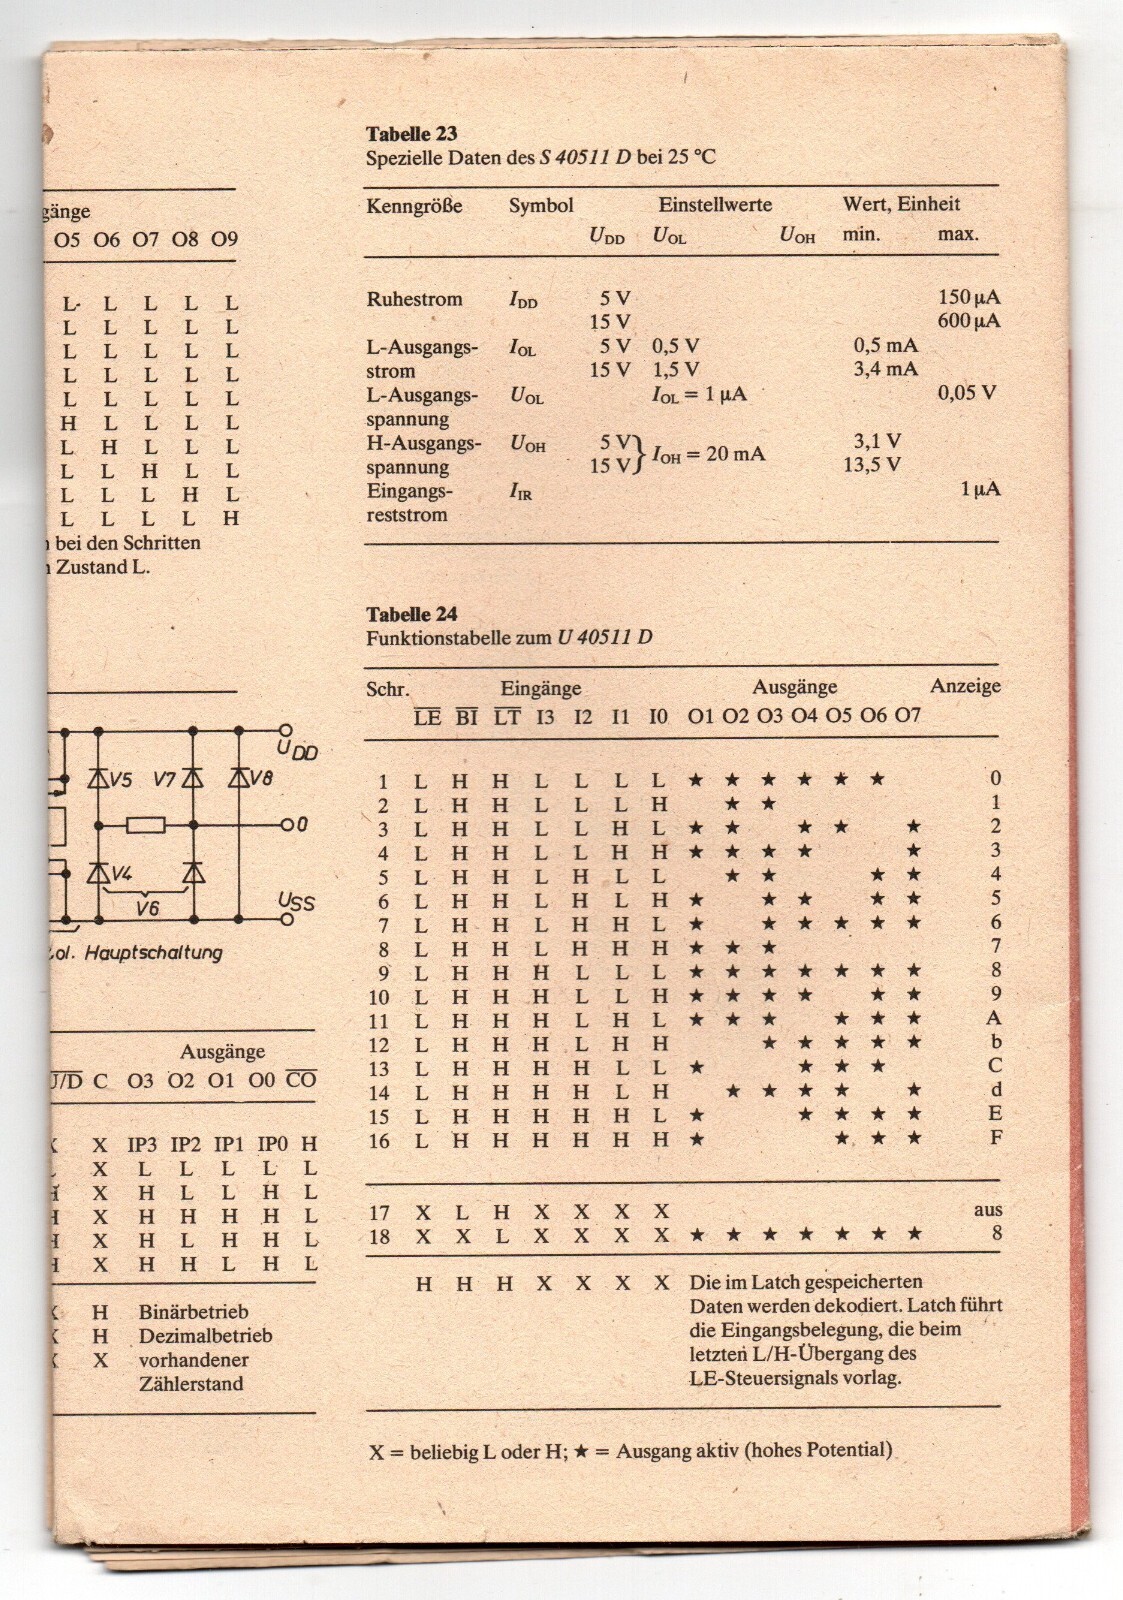 gänge
O5 O6 O7 O8 O9
L L L L L
L L L L L
L L L L L
L L L L L
L L L L L
H L L L L
L H L L L
L L H L L
L L L H L
L L L L H
bei den Schritten
Zustand L.
V5 V7 V8 UDD
0
V4
V6 USS
ol. Hauptschaltung
Ausgänge
U/D C O3 O2 O1 O0 CO
X X IP3 IP2 IP1 IP0 H
X L L L L L
H X H L L H L
H X H H H H L
H X H L H H L
H X H H L H L
X H Binärbetrieb
X H Dezimalbetrieb
X X vorhandener
Zählerstand
Tabelle 23
Spezielle Daten des S 40511 D bei 25 °C
Kenngröße Symbol Einstellwerte Wert, Einheit
UDD UOL UOH min. max.
Ruhestrom IDD 5 V 150 µA
15 V 600 µA
L-Ausgangs- IOL 5 V 0,5 V 0,5 mA
strom 15 V 1,5 V 3,4 mA
L-Ausgangs- UOL IOL = 1 µA 0,05 V
spannung
H-Ausgangs- UOH 5 V } IOH = 20 mA 3,1 V
spannung 15 V 13,5 V
Eingangs- IIR 1 µA
reststrom
Tabelle 24
Funktionstabelle zum U 40511 D
Schr. Eingänge Ausgänge Anzeige
L̅E̅ B̅I̅ L̅T̅ I3 I2 I1 I0 O1 O2 O3 O4 O5 O6 O7
1 L H H L L L L ★ ★ ★ ★ ★ ★ 0
2 L H H L L L H ★ ★ 1
3 L H H L L H L ★ ★ ★ ★ ★ 2
4 L H H L L H H ★ ★ ★ ★ ★ 3
5 L H H L H L L ★ ★ ★ ★ 4
6 L H H L H L H ★ ★ ★ ★ ★ 5
7 L H H L H H L ★ ★ ★ ★ ★ ★ 6
8 L H H L H H H ★ ★ ★ 7
9 L H H H L L L ★ ★ ★ ★ ★ ★ ★ 8
10 L H H H L L H ★ ★ ★ ★ ★ ★ 9
11 L H H H L H L ★ ★ ★ ★ ★ ★ A
12 L H H H L H H ★ ★ ★ ★ ★ b
13 L H H H H L L ★ ★ ★ ★ C
14 L H H H H L H ★ ★ ★ ★ ★ d
15 L H H H H H L ★ ★ ★ ★ ★ E
16 L H H H H H H ★ ★ ★ ★ F
17 X L H X X X X aus
18 X X L X X X X ★ ★ ★ ★ ★ ★ ★ 8
H H H X X X X Die im Latch gespeicherten
Daten werden dekodiert. Latch führt
die Eingangsbelegung, die beim
letzten L/H-Übergang des
LE-Steuersignals vorlag.
X = beliebig L oder H; ★ = Ausgang aktiv (hohes Potential)